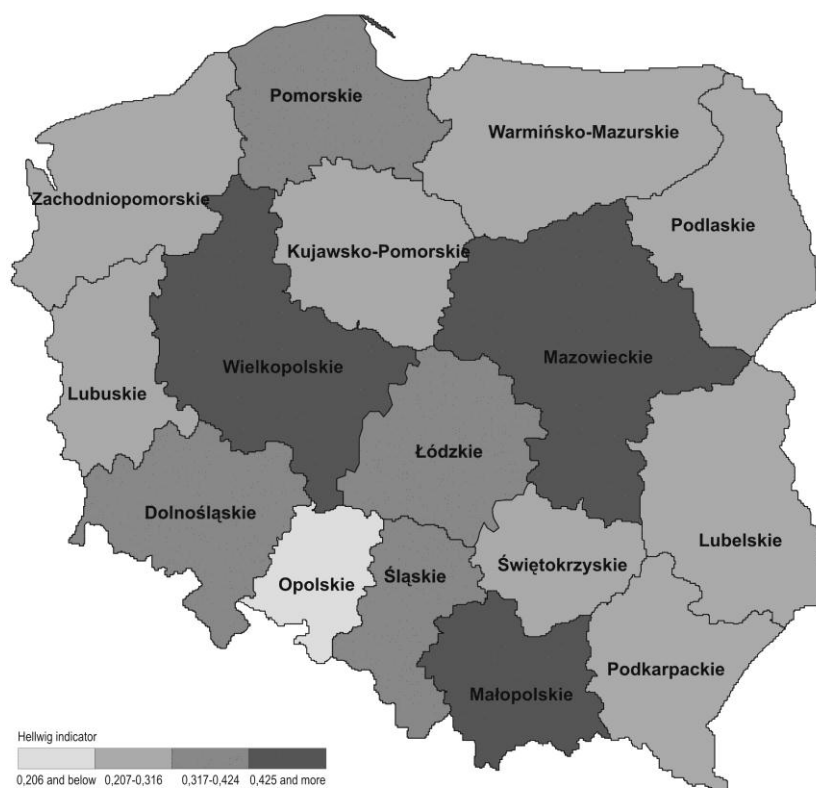 Pomorskie
Warmińsko-Mazurskie
Zachodniopomorskie
Podlaskie
Kujawsko-Pomorskie
Mazowieckie
Wielkopolskie
Lubuskie
Łódzkie
Dolnośląskie
Lubelskie
Świętokrzyskie
Śląskie
Opolskie
Podkarpackie
Małopolskie
Hellwig indicator
0,206 and below 0,207-0,316 0,317-0,424 0,425 and more